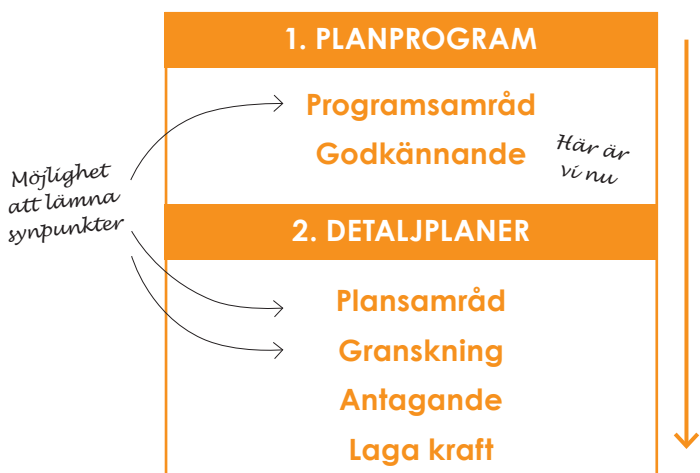 1. PLANPROGRAM
Programsamråd
Godkännande
Här är
vi nu
Möjlighet
att lämna
synpunkter
2. DETALJPLANER
Plansamråd
Granskning
Antagande
Laga kraft